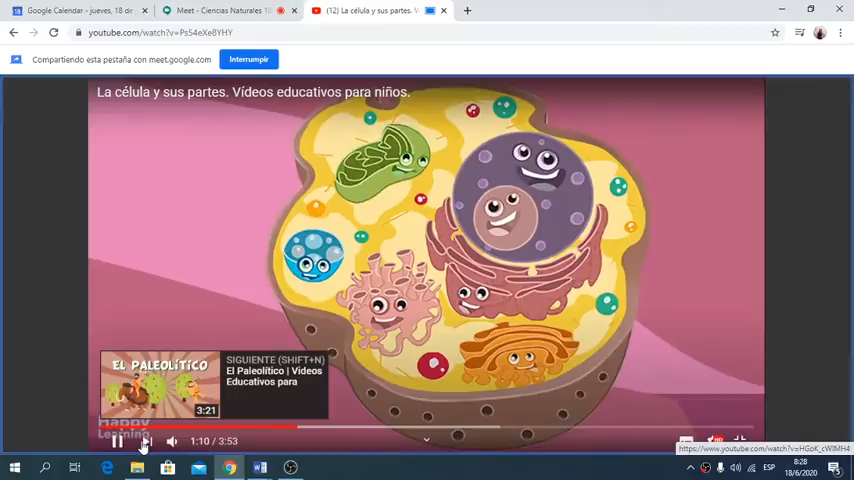 Google Calendar - jueves, 18 de
Meet - Ciencias Naturales 18
(12) La célula y sus partes. V
youtube.com/watch?v=Ps54eXe8YHY
Compartiendo esta pestaña con meet.google.com
Interrumpir
La célula y sus partes. Vídeos educativos para niños.
EL PALEOLÍTICO
3:21
SIGUIENTE (SHIFT+N)
El Paleolítico | Videos
Educativos para
Happy
Learning
1:10 / 3:53
HD
https://www.youtube.com/watch?v=HGoK_cWlMH4
ESP
8:28
18/6/2020